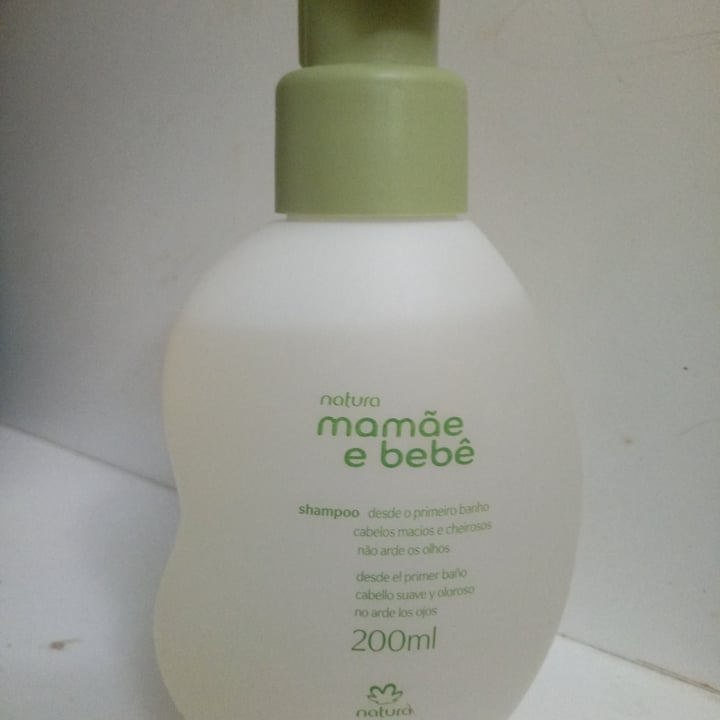 natura
mamãe
e bebê
shampoo desde o primeiro banho
cabelos macios e cheirosos
não arde os olhos
desde el primer baño
cabello suave y oloroso
no arde los ojos
200ml
natura